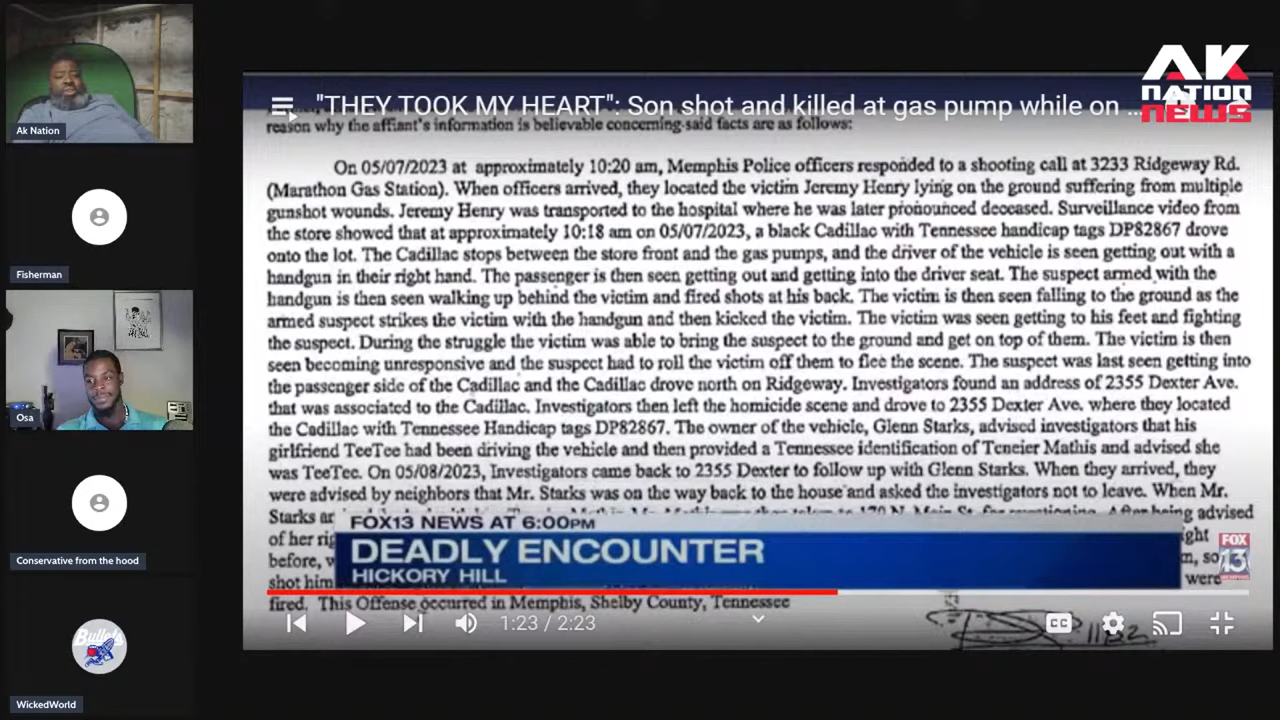 Ak Nation
Fisherman
Osa
Conservative from the hood
Bullets
WickedWorld
AK
NATION
NEWS
"THEY TOOK MY HEART": Son shot and killed at gas pump while on ...
reason why the affiant's information is believable concerning said facts are as follows:
On 05/07/2023 at approximately 10:20 am, Memphis Police officers responded to a shooting call at 3233 Ridgeway Rd.
(Marathon Gas Station). When officers arrived, they located the victim Jeremy Henry lying on the ground suffering from multiple
gunshot wounds. Jeremy Henry was transported to the hospital where he was later pronounced deceased. Surveillance video from
the store showed that at approximately 10:18 am on 05/07/2023, a black Cadillac with Tennessee handicap tags DP82867 drove
onto the lot. The Cadillac stops between the store front and the gas pumps, and the driver of the vehicle is seen getting out with a
handgun in their right hand. The passenger is then seen getting out and getting into the driver seat. The suspect armed with the
handgun is then seen walking up behind the victim and fired shots at his back. The victim is then seen falling to the ground as the
armed suspect strikes the victim with the handgun and then kicked the victim. The victim was seen getting to his feet and fighting
the suspect. During the struggle the victim was able to bring the suspect to the ground and get on top of them. The victim is then
seen becoming unresponsive and the suspect had to roll the victim off them to flee the scene. The suspect was last seen getting into
the passenger side of the Cadillac and the Cadillac drove north on Ridgeway. Investigators found an address of 2355 Dexter Ave.
that was associated to the Cadillac. Investigators then left the homicide scene and drove to 2355 Dexter Ave. where they located
the Cadillac with Tennessee Handicap tags DP82867. The owner of the vehicle, Glenn Starks, advised investigators that his
girlfriend TeeTee had been driving the vehicle and then provided a Tennessee identification of Teneier Mathis and advised she
was TeeTee. On 05/08/2023, Investigators came back to 2355 Dexter to follow up with Glenn Starks. When they arrived, they
were advised by neighbors that Mr. Starks was on the way back to the house and asked the investigators not to leave. When Mr.
Starks After being advised
of her
before, so
shot him were
fired. This Offense occurred in Memphis, Shelby County, Tennessee
FOX13 NEWS AT 6:00PM
DEADLY ENCOUNTER
HICKORY HILL
FOX
13
1:23 / 2:23
CC